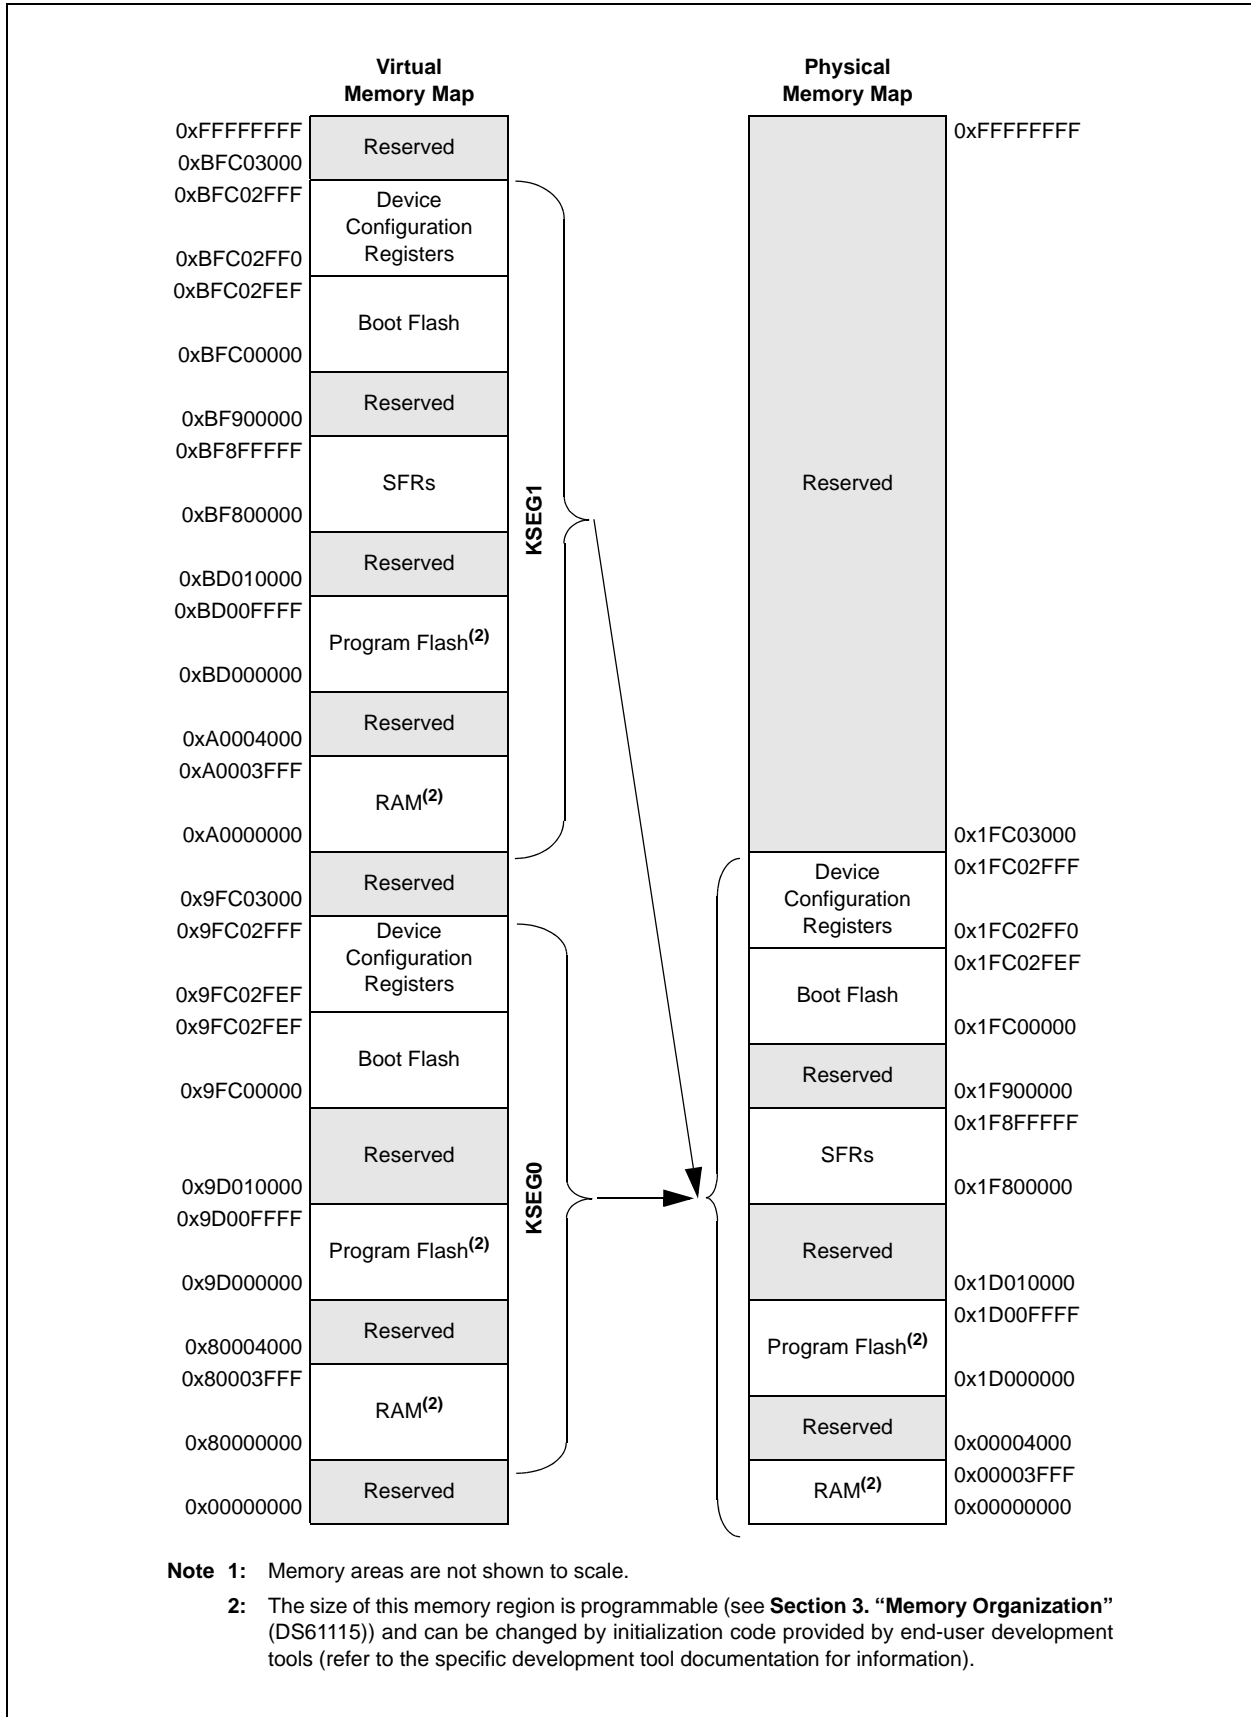 Virtual
Memory Map
0xFFFFFFFF
Reserved
0xBFC03000
0xBFC02FFF
Device
Configuration
Registers
0xBFC02FF0
0xBFC02FEF
Boot Flash
0xBFC00000
Reserved
0xBF900000
0xBF8FFFFF
SFRs
0xBF800000
Reserved
0xBD010000
0xBD00FFFF
Program Flash(2)
0xBD000000
Reserved
0xA0004000
0xA0003FFF
RAM(2)
0xA0000000
KSEG1
Reserved
0x9FC03000
0x9FC02FFF
Device
Configuration
Registers
0x9FC02FEF
0x9FC02FEF
Boot Flash
0x9FC00000
Reserved
0x9D010000
0x9D00FFFF
Program Flash(2)
0x9D000000
Reserved
0x80004000
0x80003FFF
RAM(2)
0x80000000
KSEG0
Reserved
0x00000000
Physical
Memory Map
0xFFFFFFFF
Reserved
0x1FC03000
0x1FC02FFF
Device
Configuration
Registers
0x1FC02FF0
0x1FC02FEF
Boot Flash
0x1FC00000
Reserved
0x1F900000
0x1F8FFFFF
SFRs
0x1F800000
Reserved
0x1D010000
0x1D00FFFF
Program Flash(2)
0x1D000000
Reserved
0x00004000
0x00003FFF
RAM(2)
0x00000000
Note 1: Memory areas are not shown to scale.
2: The size of this memory region is programmable (see Section 3. “Memory Organization”
(DS61115)) and can be changed by initialization code provided by end-user development
tools (refer to the specific development tool documentation for information).